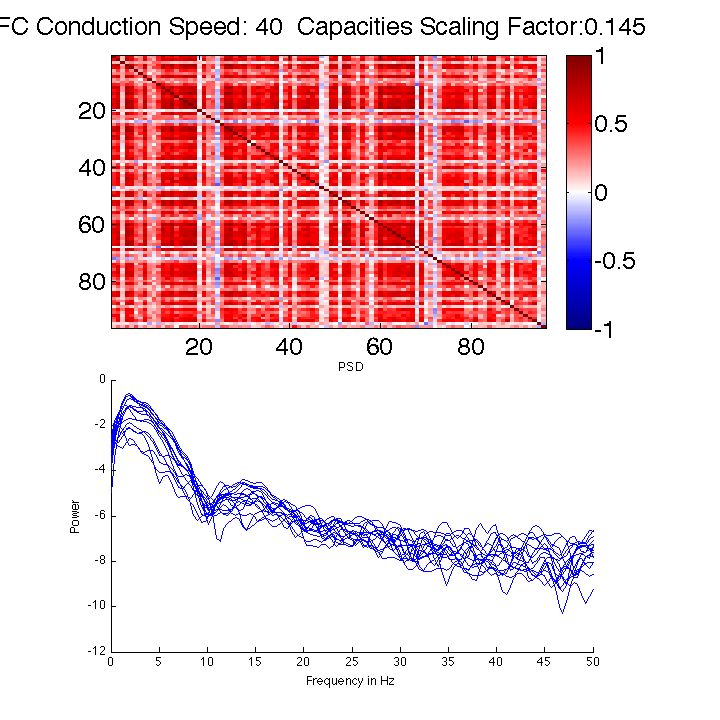 FC Conduction Speed: 40 Capacities Scaling Factor:0.145
1
20
0.5
40
0
60
-0.5
80
-1
20 40 60 80
PSD
0
-2
-4
-6
-8
-10
-12
Power
0 5 10 15 20 25 30 35 40 45 50
Frequency in Hz